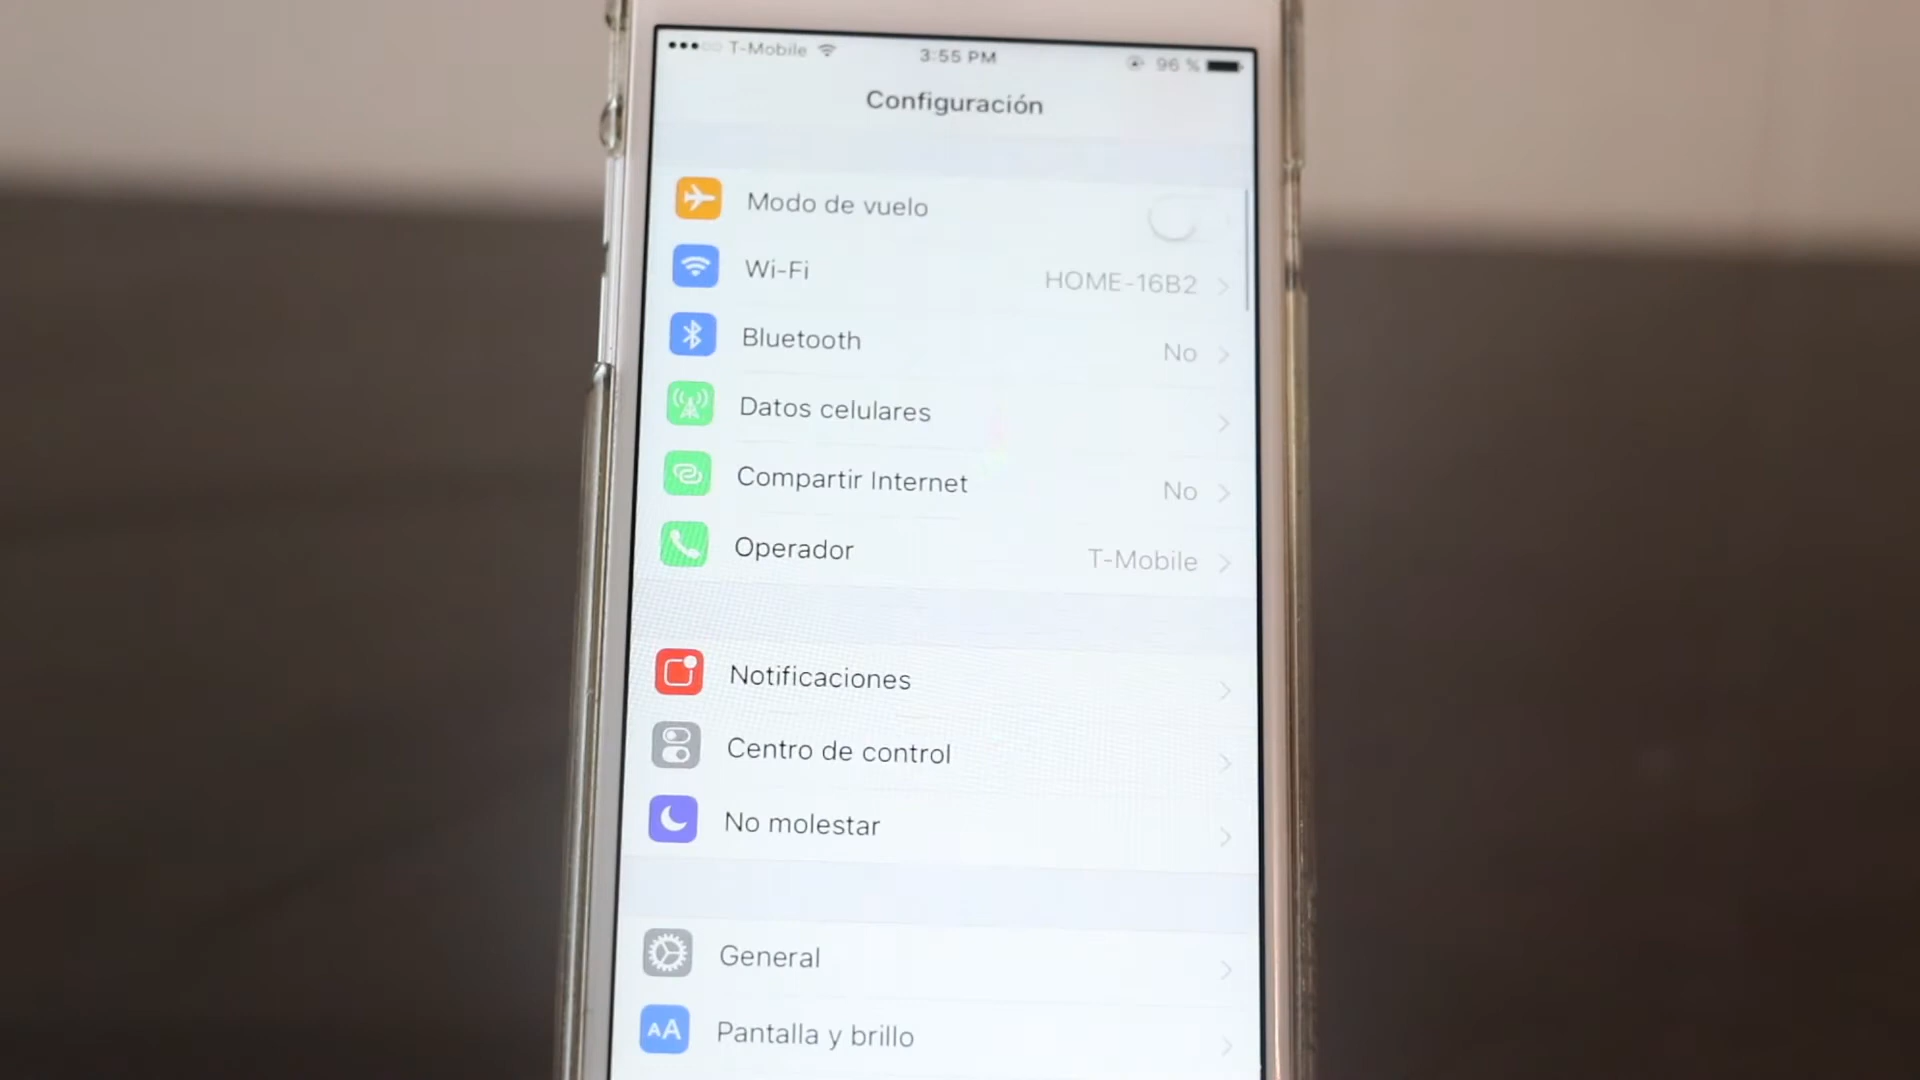 T-Mobile 3:55 PM 96 %
Configuración
Modo de vuelo
Wi-Fi HOME-16B2
Bluetooth No
Datos celulares
Compartir Internet No
Operador T-Mobile
Notificaciones
Centro de control
No molestar
General
AA Pantalla y brillo